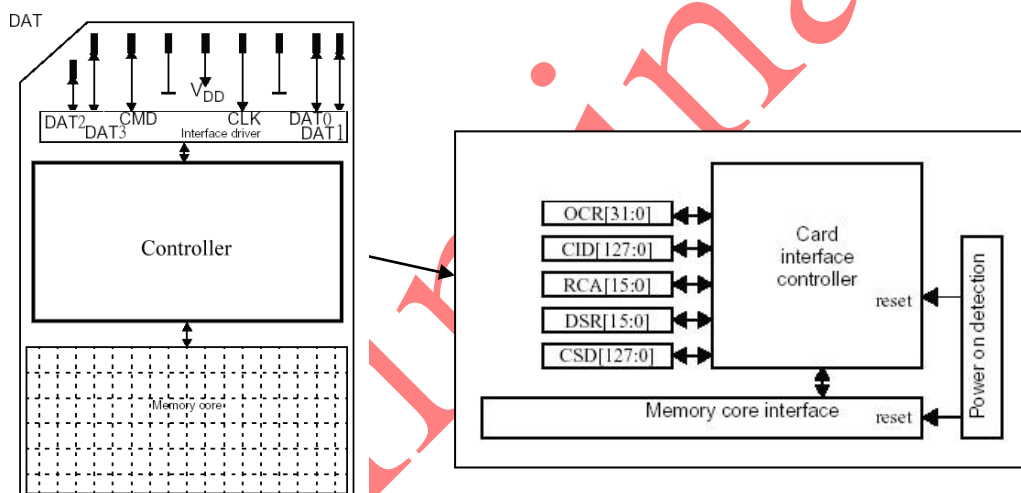 DAT
V
DD
DAT2
DAT3
CMD
CLK
DAT0
DAT1
Interface driver
Controller
Memory core
OCR[31:0]
CID[127:0]
RCA[15:0]
DSR[15:0]
CSD[127:0]
Card
interface
controller
reset
Power on detection
Memory core interface
reset